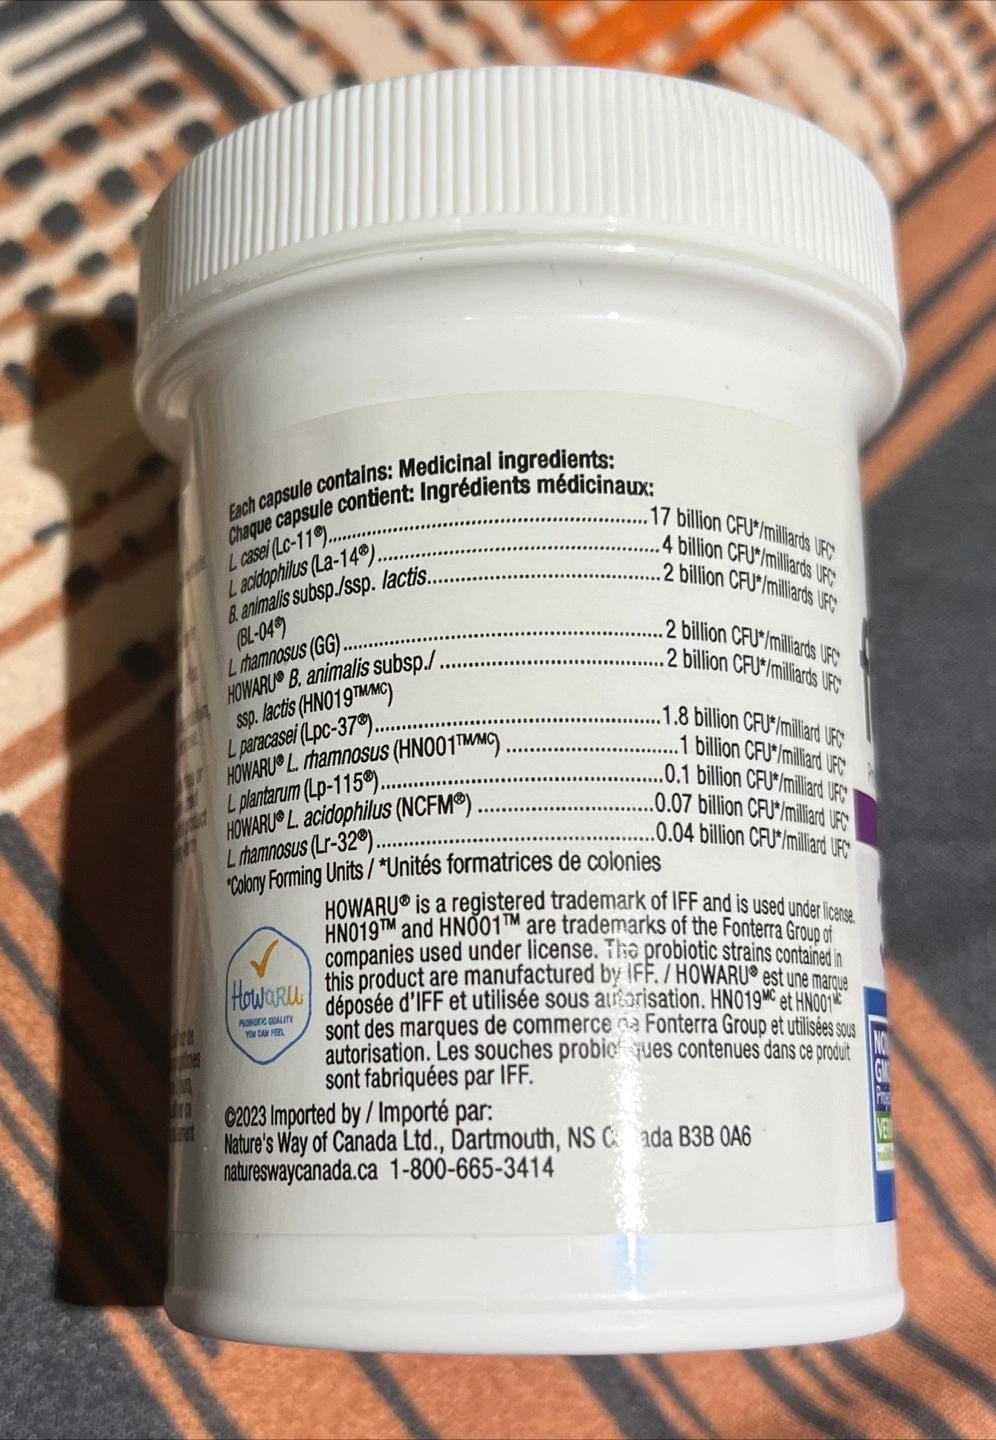 Each capsule contains: Medicinal ingredients:
Chaque capsule contient: Ingrédients médicinaux:
L. casei (Lc-11®)..............................17 billion CFU*/milliards UFC*
L. acidophilus (La-14®)..............................4 billion CFU*/milliards UFC*
B. animalis subsp./ssp. lactis..............................2 billion CFU*/milliards UFC*
(BL-04®)
L. rhamnosus (GG)..............................2 billion CFU*/milliards UFC*
HOWARU® B. animalis subsp./..............................2 billion CFU*/milliards UFC*
ssp. lactis (HN019™/MC)
L. paracasei (Lpc-37®)..............................1.8 billion CFU*/milliard UFC*
HOWARU® L. rhamnosus (HN001™/MC)..............................1 billion CFU*/milliard UFC*
L. plantarum (Lp-115®)..............................0.1 billion CFU*/milliard UFC*
HOWARU® L. acidophilus (NCFM®)..............................0.07 billion CFU*/milliard UFC*
L. rhamnosus (Lr-32®)..............................0.04 billion CFU*/milliard UFC*
*Colony Forming Units / *Unités formatrices de colonies
HOWARU® is a registered trademark of IFF and is used under license.
HN019™ and HN001™ are trademarks of the Fonterra Group of
companies used under license. The probiotic strains contained in
this product are manufactured by IFF. / HOWARU® est une marque
déposée d'IFF et utilisée sous autorisation. HN019MC et HN001MC
sont des marques de commerce de Fonterra Group et utilisées sous
autorisation. Les souches probiotiques contenues dans ce produit
sont fabriquées par IFF.
HOWARU
PROBIOTIC QUALITY
YOU CAN FEEL
©2023 Imported by / Importé par:
Nature's Way of Canada Ltd., Dartmouth, NS Canada B3B 0A6
natureswaycanada.ca 1-800-665-3414